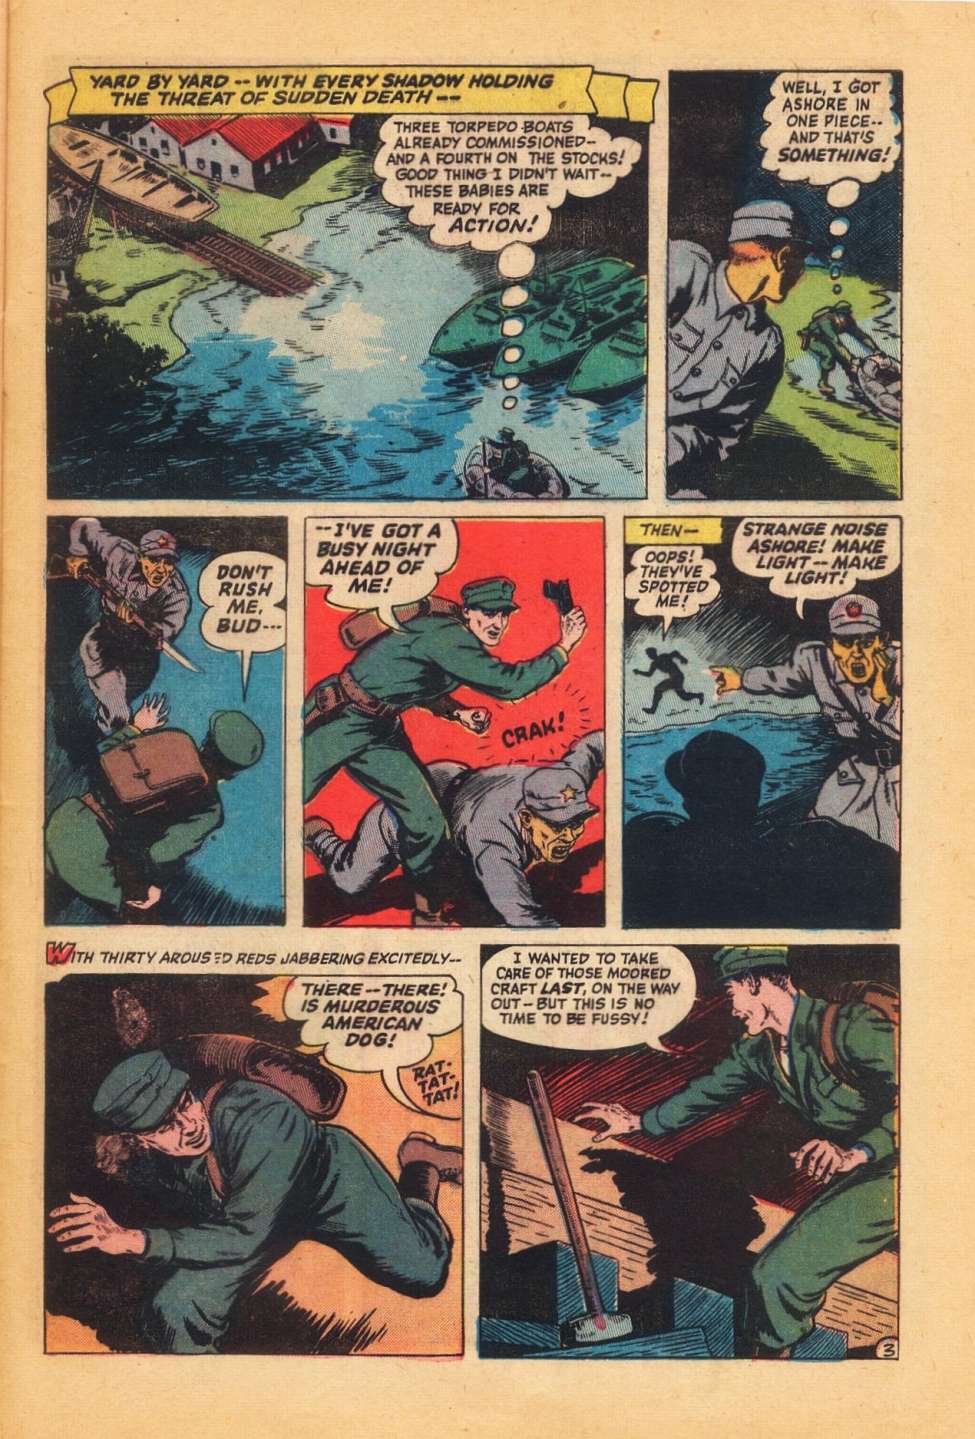 YARD BY YARD -- WITH EVERY SHADOW HOLDING
THE THREAT OF SUDDEN DEATH --
THREE TORPEDO BOATS
ALREADY COMMISSIONED--
AND A FOURTH ON THE STOCKS!
GOOD THING I DIDN'T WAIT--
THESE BABIES ARE
READY FOR
ACTION!
WELL, I GOT
ASHORE IN
ONE PIECE--
AND THAT'S
SOMETHING!
DON'T
RUSH
ME,
BUD---
--I'VE GOT A
BUSY NIGHT
AHEAD OF
ME!
CRAK!
THEN--
OOPS!
THEY'VE
SPOTTED
ME!
STRANGE NOISE
ASHORE! MAKE
LIGHT-- MAKE
LIGHT!
WITH THIRTY AROUSED REDS JABBERING EXCITEDLY--
THERE--THERE!
IS MURDEROUS
AMERICAN
DOG!
RAT-
TAT-
TAT!
I WANTED TO TAKE
CARE OF THOSE MOORED
CRAFT LAST, ON THE WAY
OUT-- BUT THIS IS NO
TIME TO BE FUSSY!
3